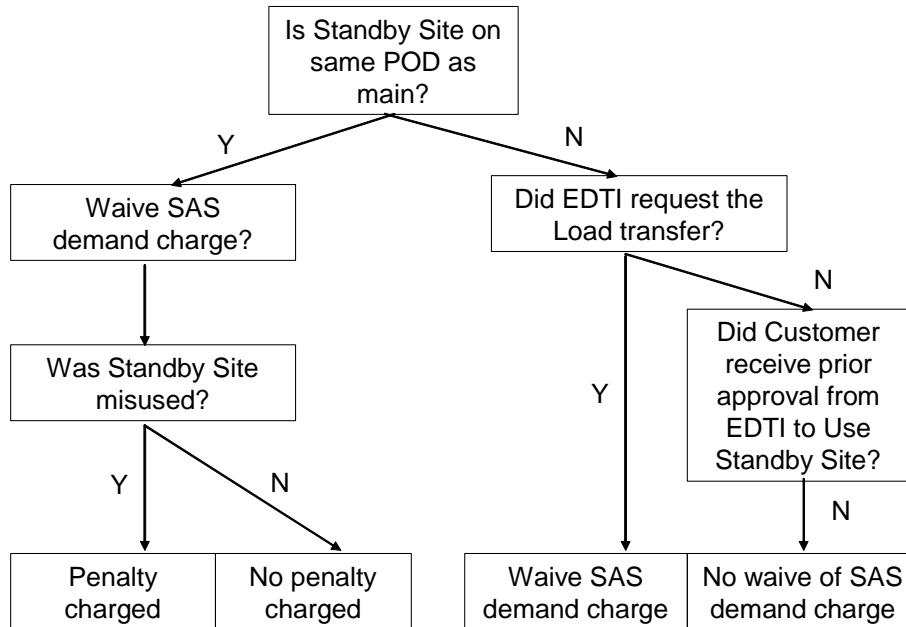 Is Standby Site on
same POD as
main?
Y
N
Waive SAS
demand charge?
Did EDTI request the
Load transfer?
N
Was Standby Site
misused?
Did Customer
receive prior
approval from
EDTI to Use
Standby Site?
Y
Y
N
N
Penalty
charged
No penalty
charged
Waive SAS
demand charge
No waive of SAS
demand charge